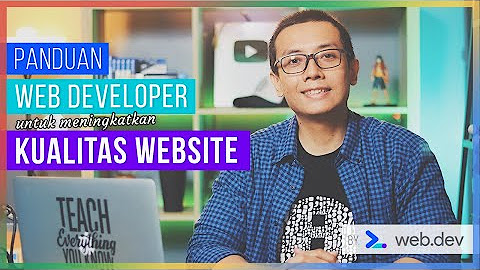 PANDUAN
WEB DEVELOPER
untuk meningkatkan
KUALITAS WEBSITE
TEACH
Everything
YOU KNOW
BY web.dev